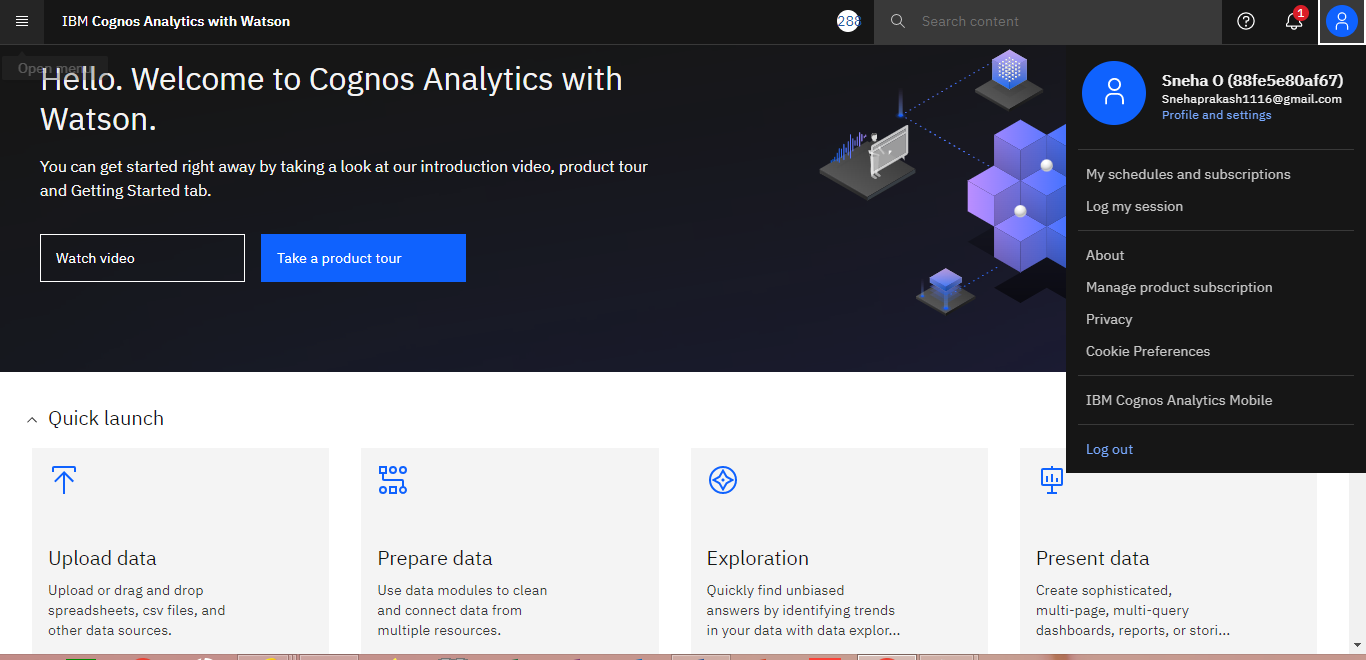 IBM Cognos Analytics with Watson
288
Search content
1
Open menu
Hello. Welcome to Cognos Analytics with
Watson.
You can get started right away by taking a look at our introduction video, product tour
and Getting Started tab.
Watch video
Take a product tour
Sneha O (88fe5e80af67)
Snehaprakash1116@gmail.com
Profile and settings
My schedules and subscriptions
Log my session
About
Manage product subscription
Privacy
Cookie Preferences
IBM Cognos Analytics Mobile
Log out
Quick launch
Upload data
Upload or drag and drop
spreadsheets, csv files, and
other data sources.
Prepare data
Use data modules to clean
and connect data from
multiple resources.
Exploration
Quickly find unbiased
answers by identifying trends
in your data with data explor...
Present data
Create sophisticated,
multi-page, multi-query
dashboards, reports, or stori...